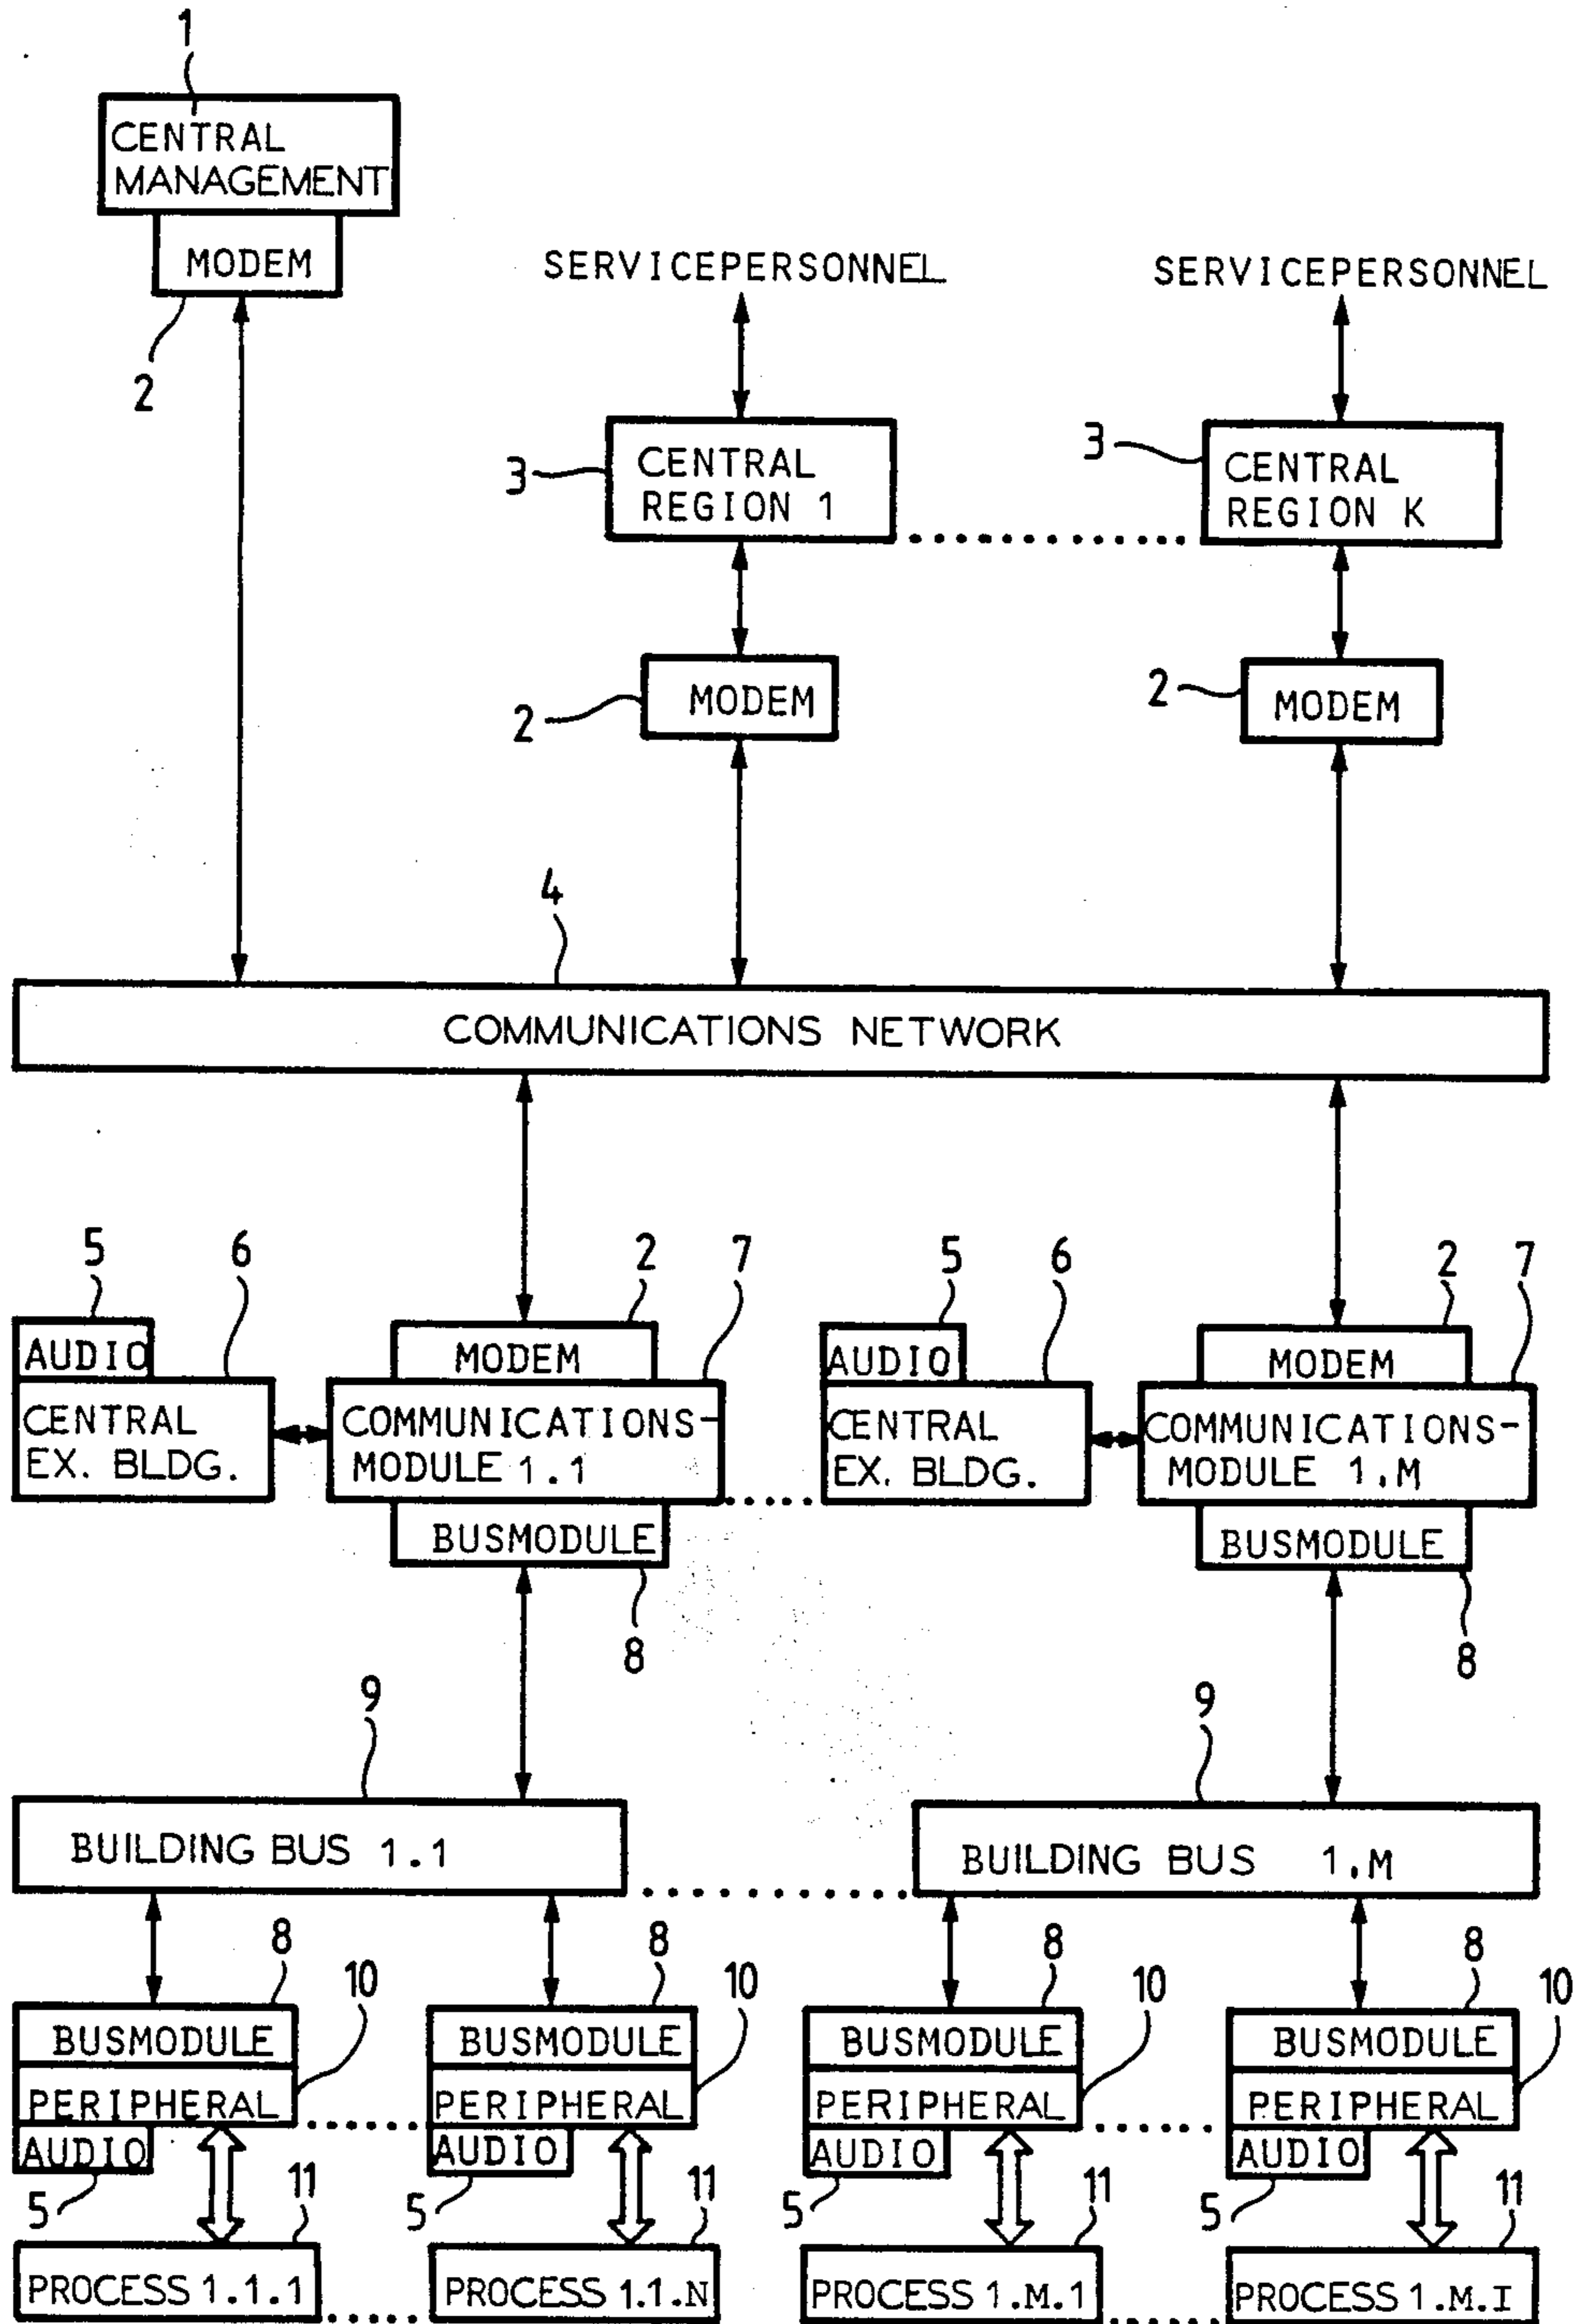 1
CENTRAL
MANAGEMENT
MODEM
2
SERVICEPERSONNEL
SERVICEPERSONNEL
3
CENTRAL
REGION 1
3
CENTRAL
REGION K
2
MODEM
2
MODEM
4
COMMUNICATIONS NETWORK
5
6
2
7
5
6
2
7
AUDIO
MODEM
AUDIO
MODEM
CENTRAL
EX. BLDG.
COMMUNICATIONS-
MODULE 1.1
CENTRAL
EX. BLDG.
COMMUNICATIONS-
MODULE 1.M
BUSMODULE
BUSMODULE
8
8
9
9
BUILDING BUS 1.1
BUILDING BUS 1.M
8
10
8
10
8
10
8
10
BUSMODULE
BUSMODULE
BUSMODULE
BUSMODULE
PERIPHERAL
PERIPHERAL
PERIPHERAL
PERIPHERAL
AUDIO
AUDIO
AUDIO
AUDIO
5
11
5
11
5
11
5
11
PROCESS 1.1.1
PROCESS 1.1.N
PROCESS 1.M.1
PROCESS 1.M.I